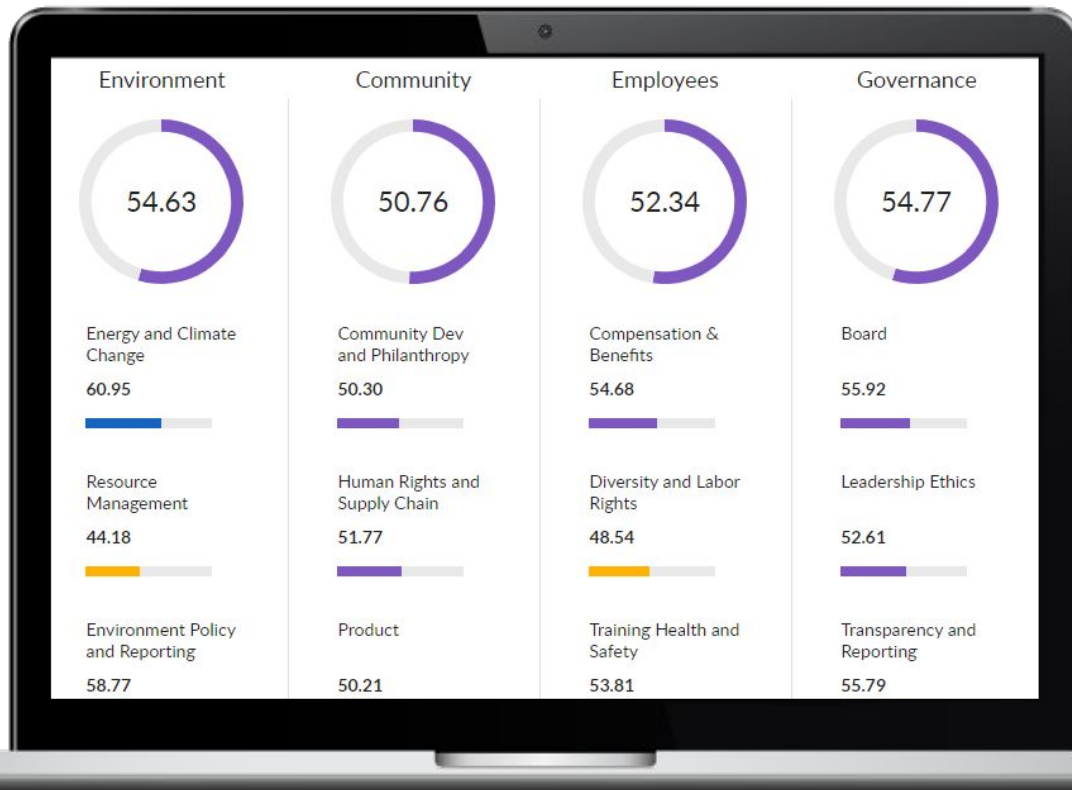 Environment
54.63
Energy and Climate
Change
60.95
Resource
Management
44.18
Environment Policy
and Reporting
58.77
Community
50.76
Community Dev
and Philanthropy
50.30
Human Rights and
Supply Chain
51.77
Product
50.21
Employees
52.34
Compensation &
Benefits
54.68
Diversity and Labor
Rights
48.54
Training Health and
Safety
53.81
Governance
54.77
Board
55.92
Leadership Ethics
52.61
Transparency and
Reporting
55.79